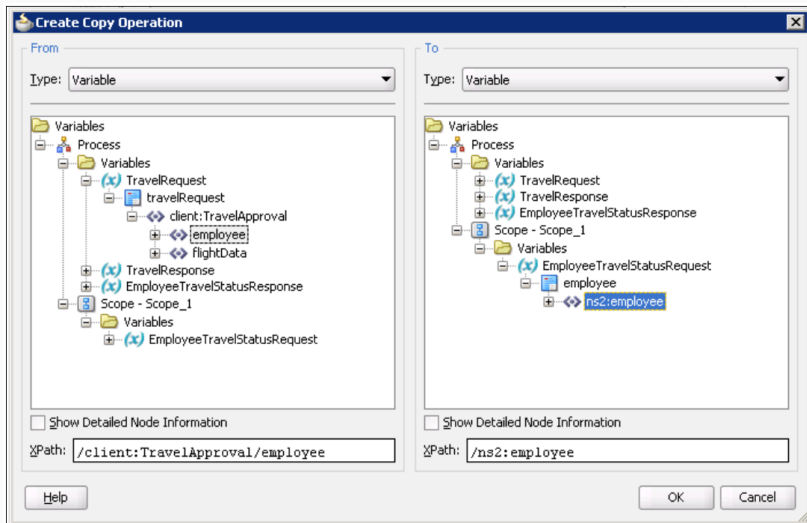 Create Copy Operation
From
Type: Variable
Variables
Process
Variables
(x) TravelRequest
travelRequest
client:TravelApproval
employee
flightData
(x) TravelResponse
(x) EmployeeTravelStatusResponse
Scope - Scope_1
Variables
(x) EmployeeTravelStatusRequest
Show Detailed Node Information
XPath: /client:TravelApproval/employee
To
Type: Variable
Variables
Process
Variables
(x) TravelRequest
(x) TravelResponse
(x) EmployeeTravelStatusResponse
Scope - Scope_1
Variables
(x) EmployeeTravelStatusRequest
employee
ns2:employee
Show Detailed Node Information
XPath: /ns2:employee
Help
OK
Cancel